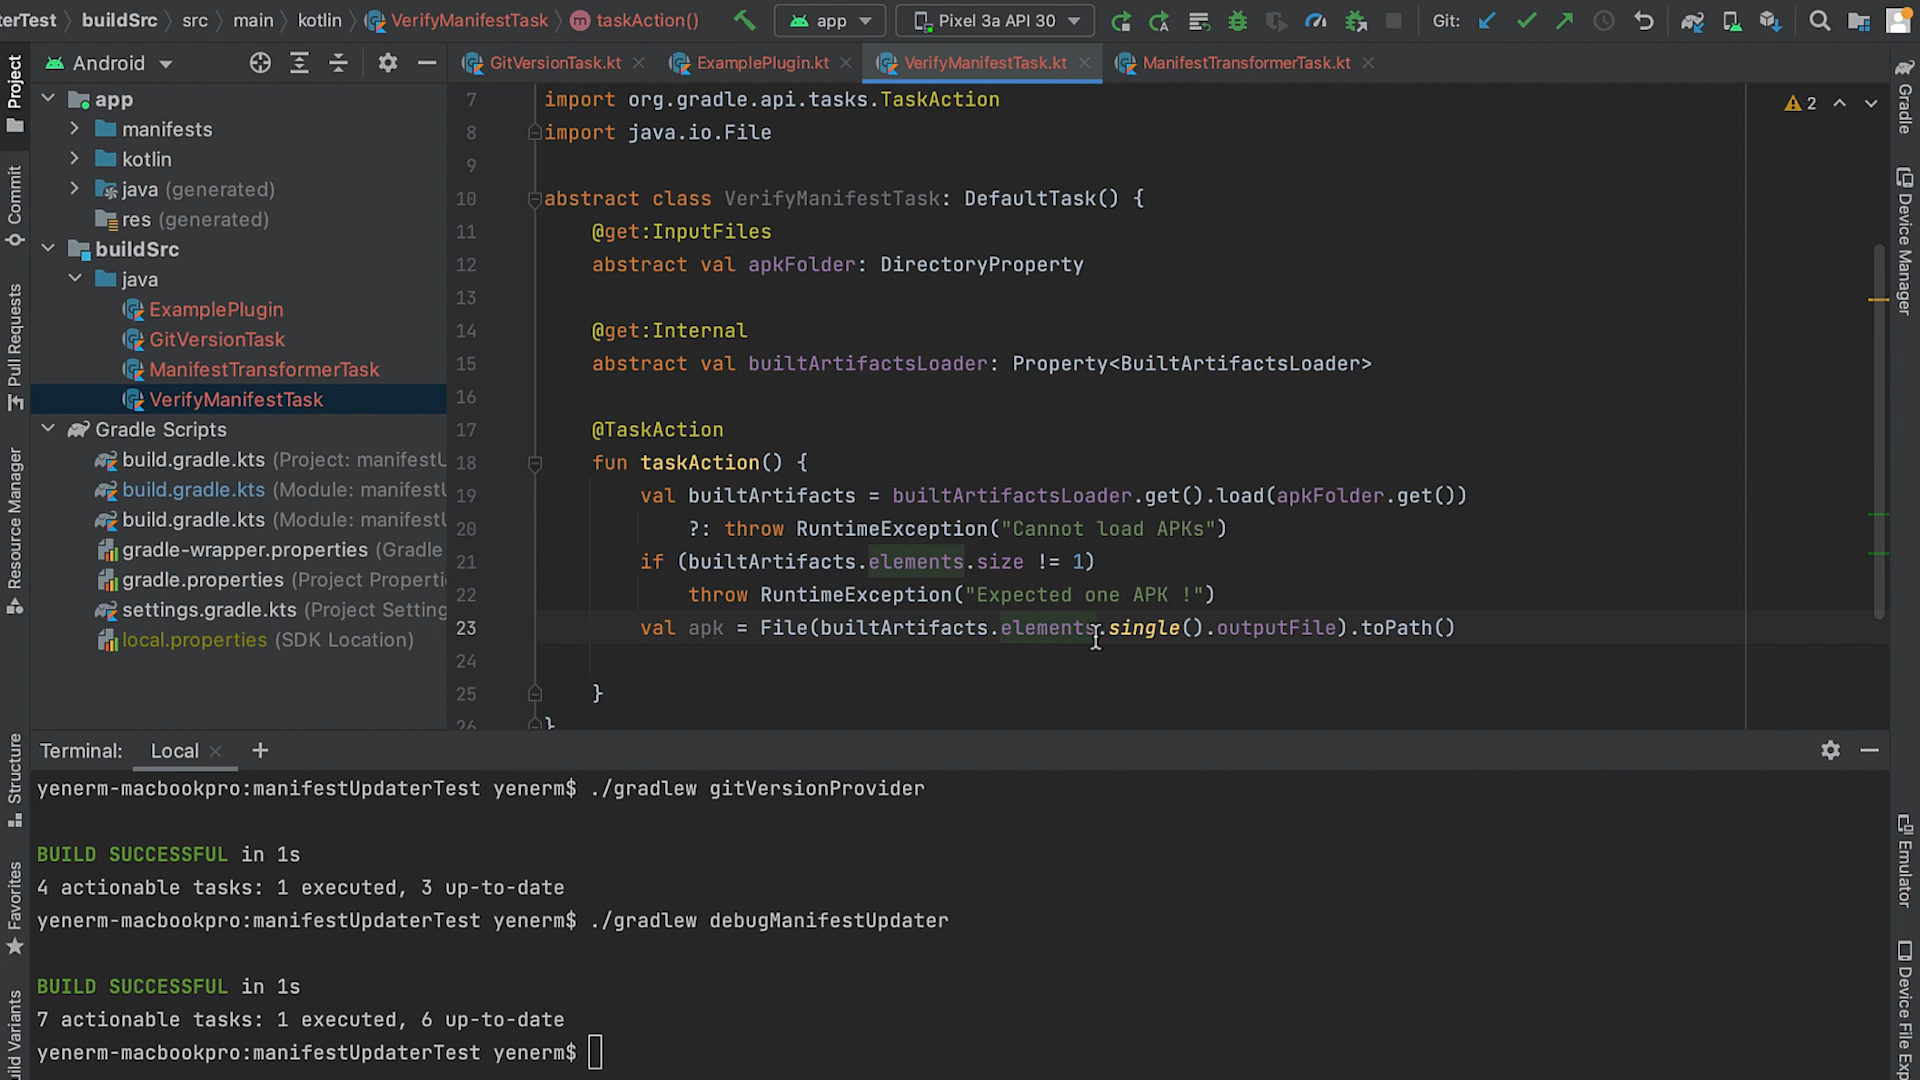 terTest > buildSrc > src > main > kotlin > VerifyManifestTask > m taskAction()
app
Pixel 3a API 30
Git:
Project
Commit
Pull Requests
Resource Manager
Structure
Favorites
uild Variants
Android
app
manifests
kotlin
java (generated)
res (generated)
buildSrc
java
ExamplePlugin
GitVersionTask
ManifestTransformerTask
VerifyManifestTask
Gradle Scripts
build.gradle.kts (Project: manifestU
build.gradle.kts (Module: manifestU
build.gradle.kts (Module: manifestU
gradle-wrapper.properties (Gradle
gradle.properties (Project Properti
settings.gradle.kts (Project Setting
local.properties (SDK Location)
GitVersionTask.kt
ExamplePlugin.kt
VerifyManifestTask.kt
ManifestTransformerTask.kt
2
7 import org.gradle.api.tasks.TaskAction
8 import java.io.File
9
10 abstract class VerifyManifestTask: DefaultTask() {
11 @get:InputFiles
12 abstract val apkFolder: DirectoryProperty
13
14 @get:Internal
15 abstract val builtArtifactsLoader: Property<BuiltArtifactsLoader>
16
17 @TaskAction
18 fun taskAction() {
19 val builtArtifacts = builtArtifactsLoader.get().load(apkFolder.get())
20 ?: throw RuntimeException("Cannot load APKs")
21 if (builtArtifacts.elements.size != 1)
22 throw RuntimeException("Expected one APK !")
23 val apk = File(builtArtifacts.elements.single().outputFile).toPath()
24
25 }
26 }
Gradle
Device Manager
Emulator
Device File Exp
Terminal: Local
yenerm-macbookpro:manifestUpdaterTest yenerm$ ./gradlew gitVersionProvider
BUILD SUCCESSFUL in 1s
4 actionable tasks: 1 executed, 3 up-to-date
yenerm-macbookpro:manifestUpdaterTest yenerm$ ./gradlew debugManifestUpdater
BUILD SUCCESSFUL in 1s
7 actionable tasks: 1 executed, 6 up-to-date
yenerm-macbookpro:manifestUpdaterTest yenerm$